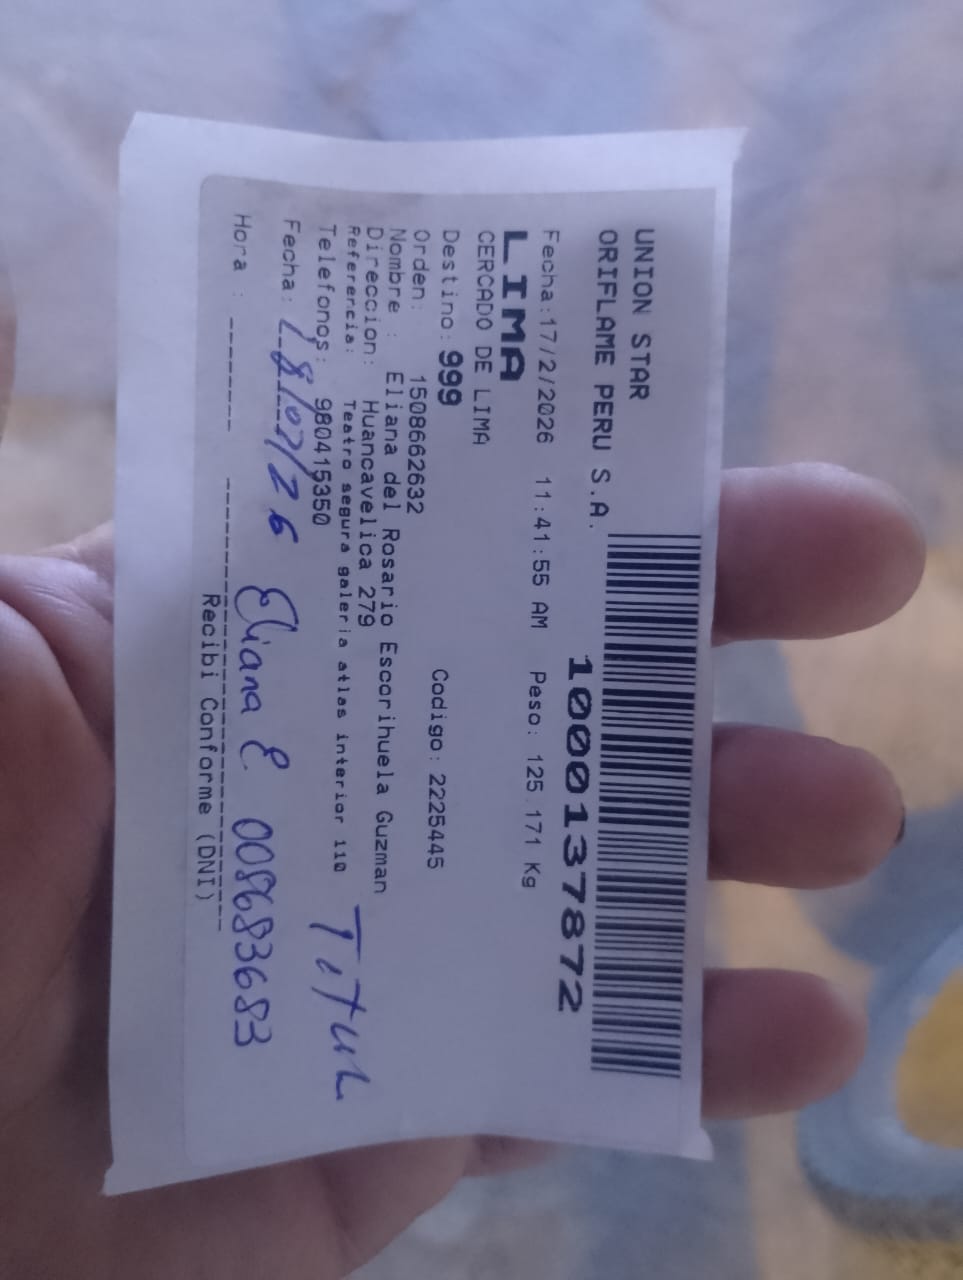 UNION STAR
ORIFLAME PERU S.A.
1000137872
Fecha:17/2/2026 11:41:55 AM Peso: 125.171 Kg
LIMA
CERCADO DE LIMA
Destino: 999 Codigo: 2225445
Orden: 1508662632
Nombre : Eliana del Rosario Escorihuela Guzman
Direccion: Huancavelica 279
Referencia: Teatro segura galeria atlas interior 110
Telefonos: 980415350 Titul
Fecha: 18/02/26 Eliana E 008683683
Hora :
Recibi Conforme (DNI)